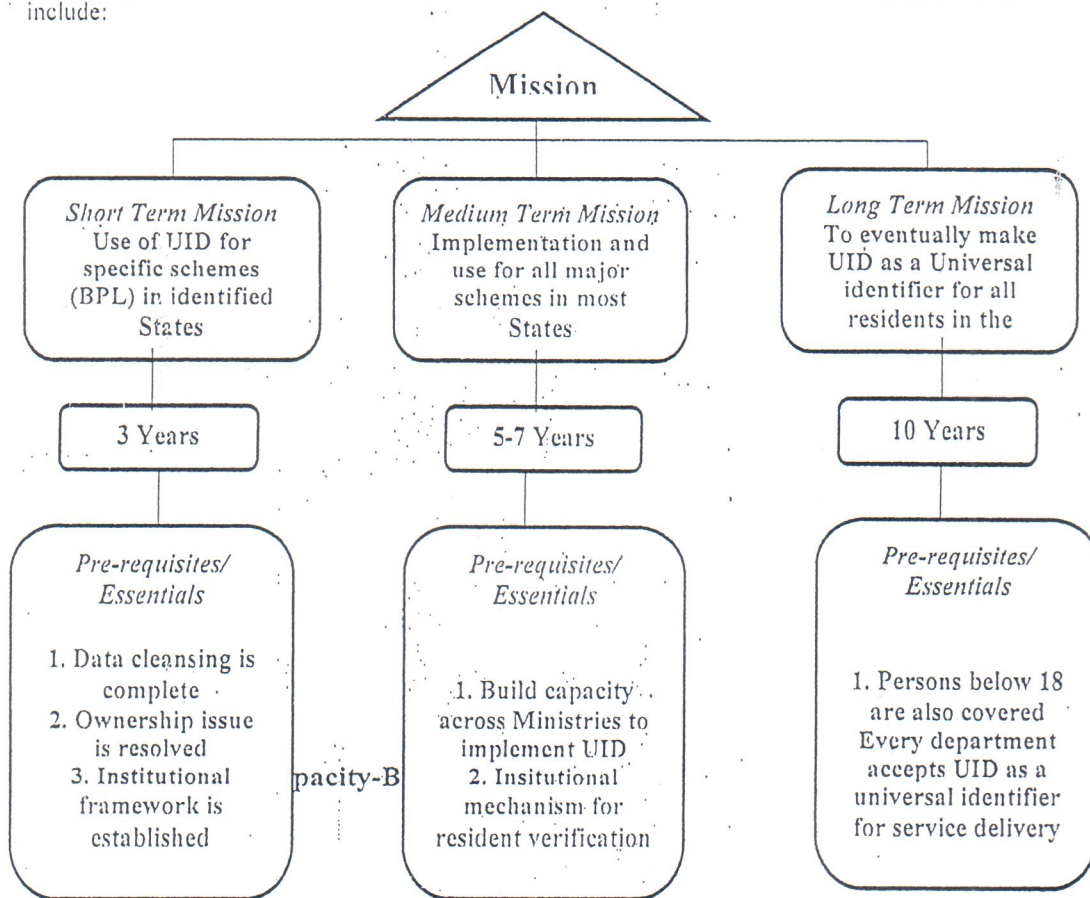 include:
Mission
Short Term Mission
Use of UID for
specific schemes
(BPL) in identified
States
Medium Term Mission
Implementation and
use for all major
schemes in most
States
Long Term Mission
To eventually make
UID as a Universal
identifier for all
residents in the
3 Years
5-7 Years
10 Years
Pre-requisites/
Essentials
1. Data cleansing is
complete
2. Ownership issue
is resolved
3. Institutional
framework is
established
pacity-B
Pre-requisites/
Essentials
1. Build capacity
across Ministries to
implement UID
2. Insitutional
mechanism for
resident verification
Pre-requisites/
Essentials
1. Persons below 18
are also covered
Every department
accepts UID as a
universal identifier
for service delivery